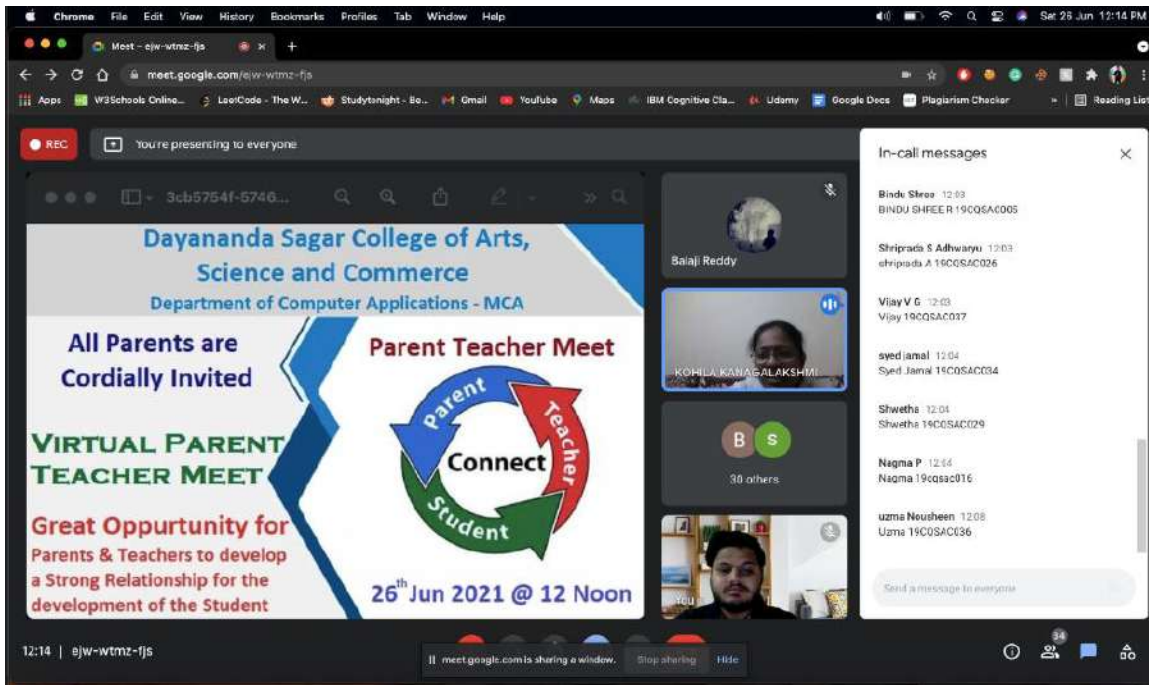 Chrome File Edit View History Bookmarks Profiles Tab Window Help
Sat 26 Jun 12:14 PM
Meet – ejw-wtmz-fjs
meet.google.com/ejw-wtmz-fjs
Apps W3Schools Online... LeetCode - The W... Studytonight - Be... Gmail YouTube Maps IBM Cognitive Cla... Udemy Google Docs Plagiarism Checker Reading List
REC
You're presenting to everyone
3cb5754f-5746...
Dayananda Sagar College of Arts,
Science and Commerce
Department of Computer Applications - MCA
All Parents are
Cordially Invited
VIRTUAL PARENT
TEACHER MEET
Great Oppurtunity for
Parents & Teachers to develop
a Strong Relationship for the
development of the Student
Parent Teacher Meet
Parent
Teacher
Connect
Student
26th Jun 2021 @ 12 Noon
Balaji Reddy
KOHILA KANAGALAKSHMI
B S
30 others
You
In-call messages
Bindu Shree 12:03
BINDU SHREE R 19CQSAC005
Shriprada S Adhwaryu 12:03
shriprada A 19CQSAC026
Vijay V G 12:03
Vijay 19CQSAC037
syed jamal 12:04
Syed Jamal 19CQSAC034
Shwetha 12:04
Shwetha 19CQSAC029
Nagma P 12:04
Nagma 19cqsac016
uzma Nousheen 12:08
Uzma 19CQSAC036
Send a message to everyone
12:14 | ejw-wtmz-fjs
meet.google.com is sharing a window. Stop sharing Hide
34